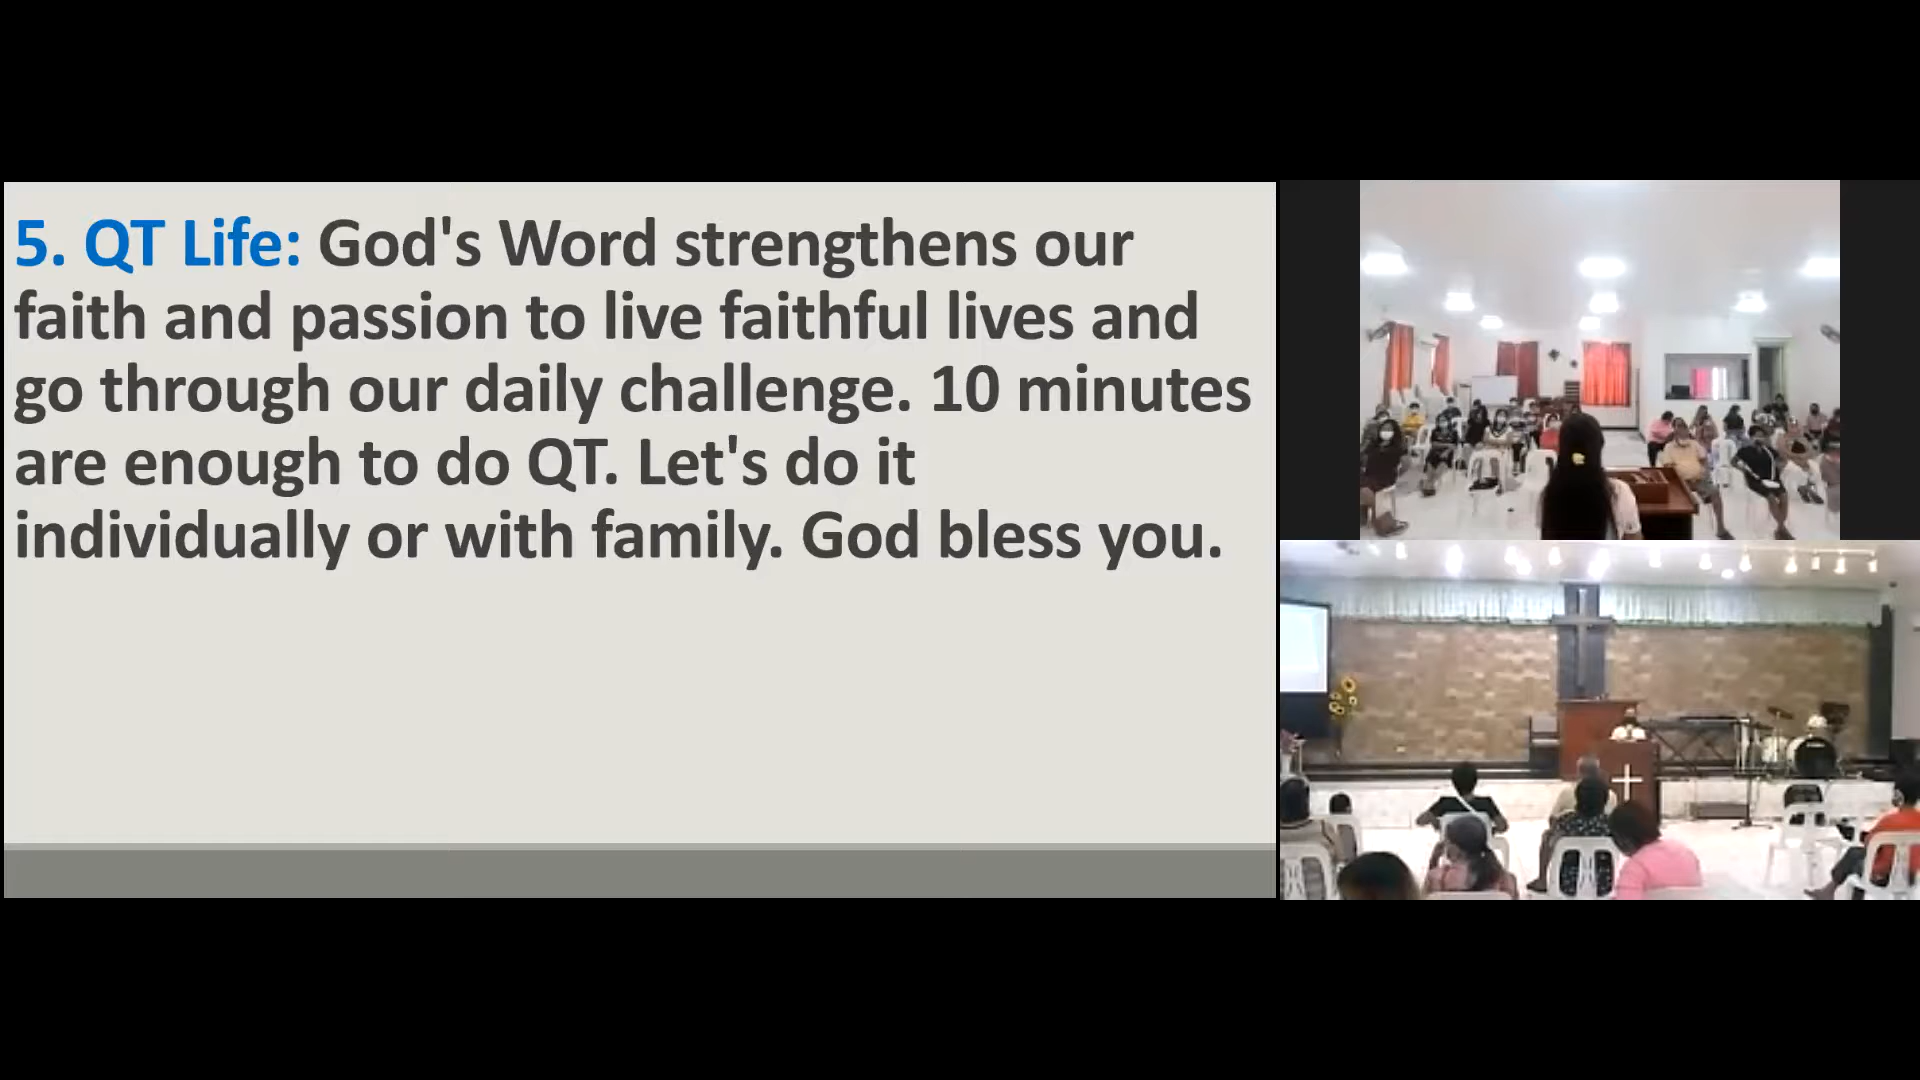 5. QT Life: God's Word strengthens our
faith and passion to live faithful lives and
go through our daily challenge. 10 minutes
are enough to do QT. Let's do it
individually or with family. God bless you.